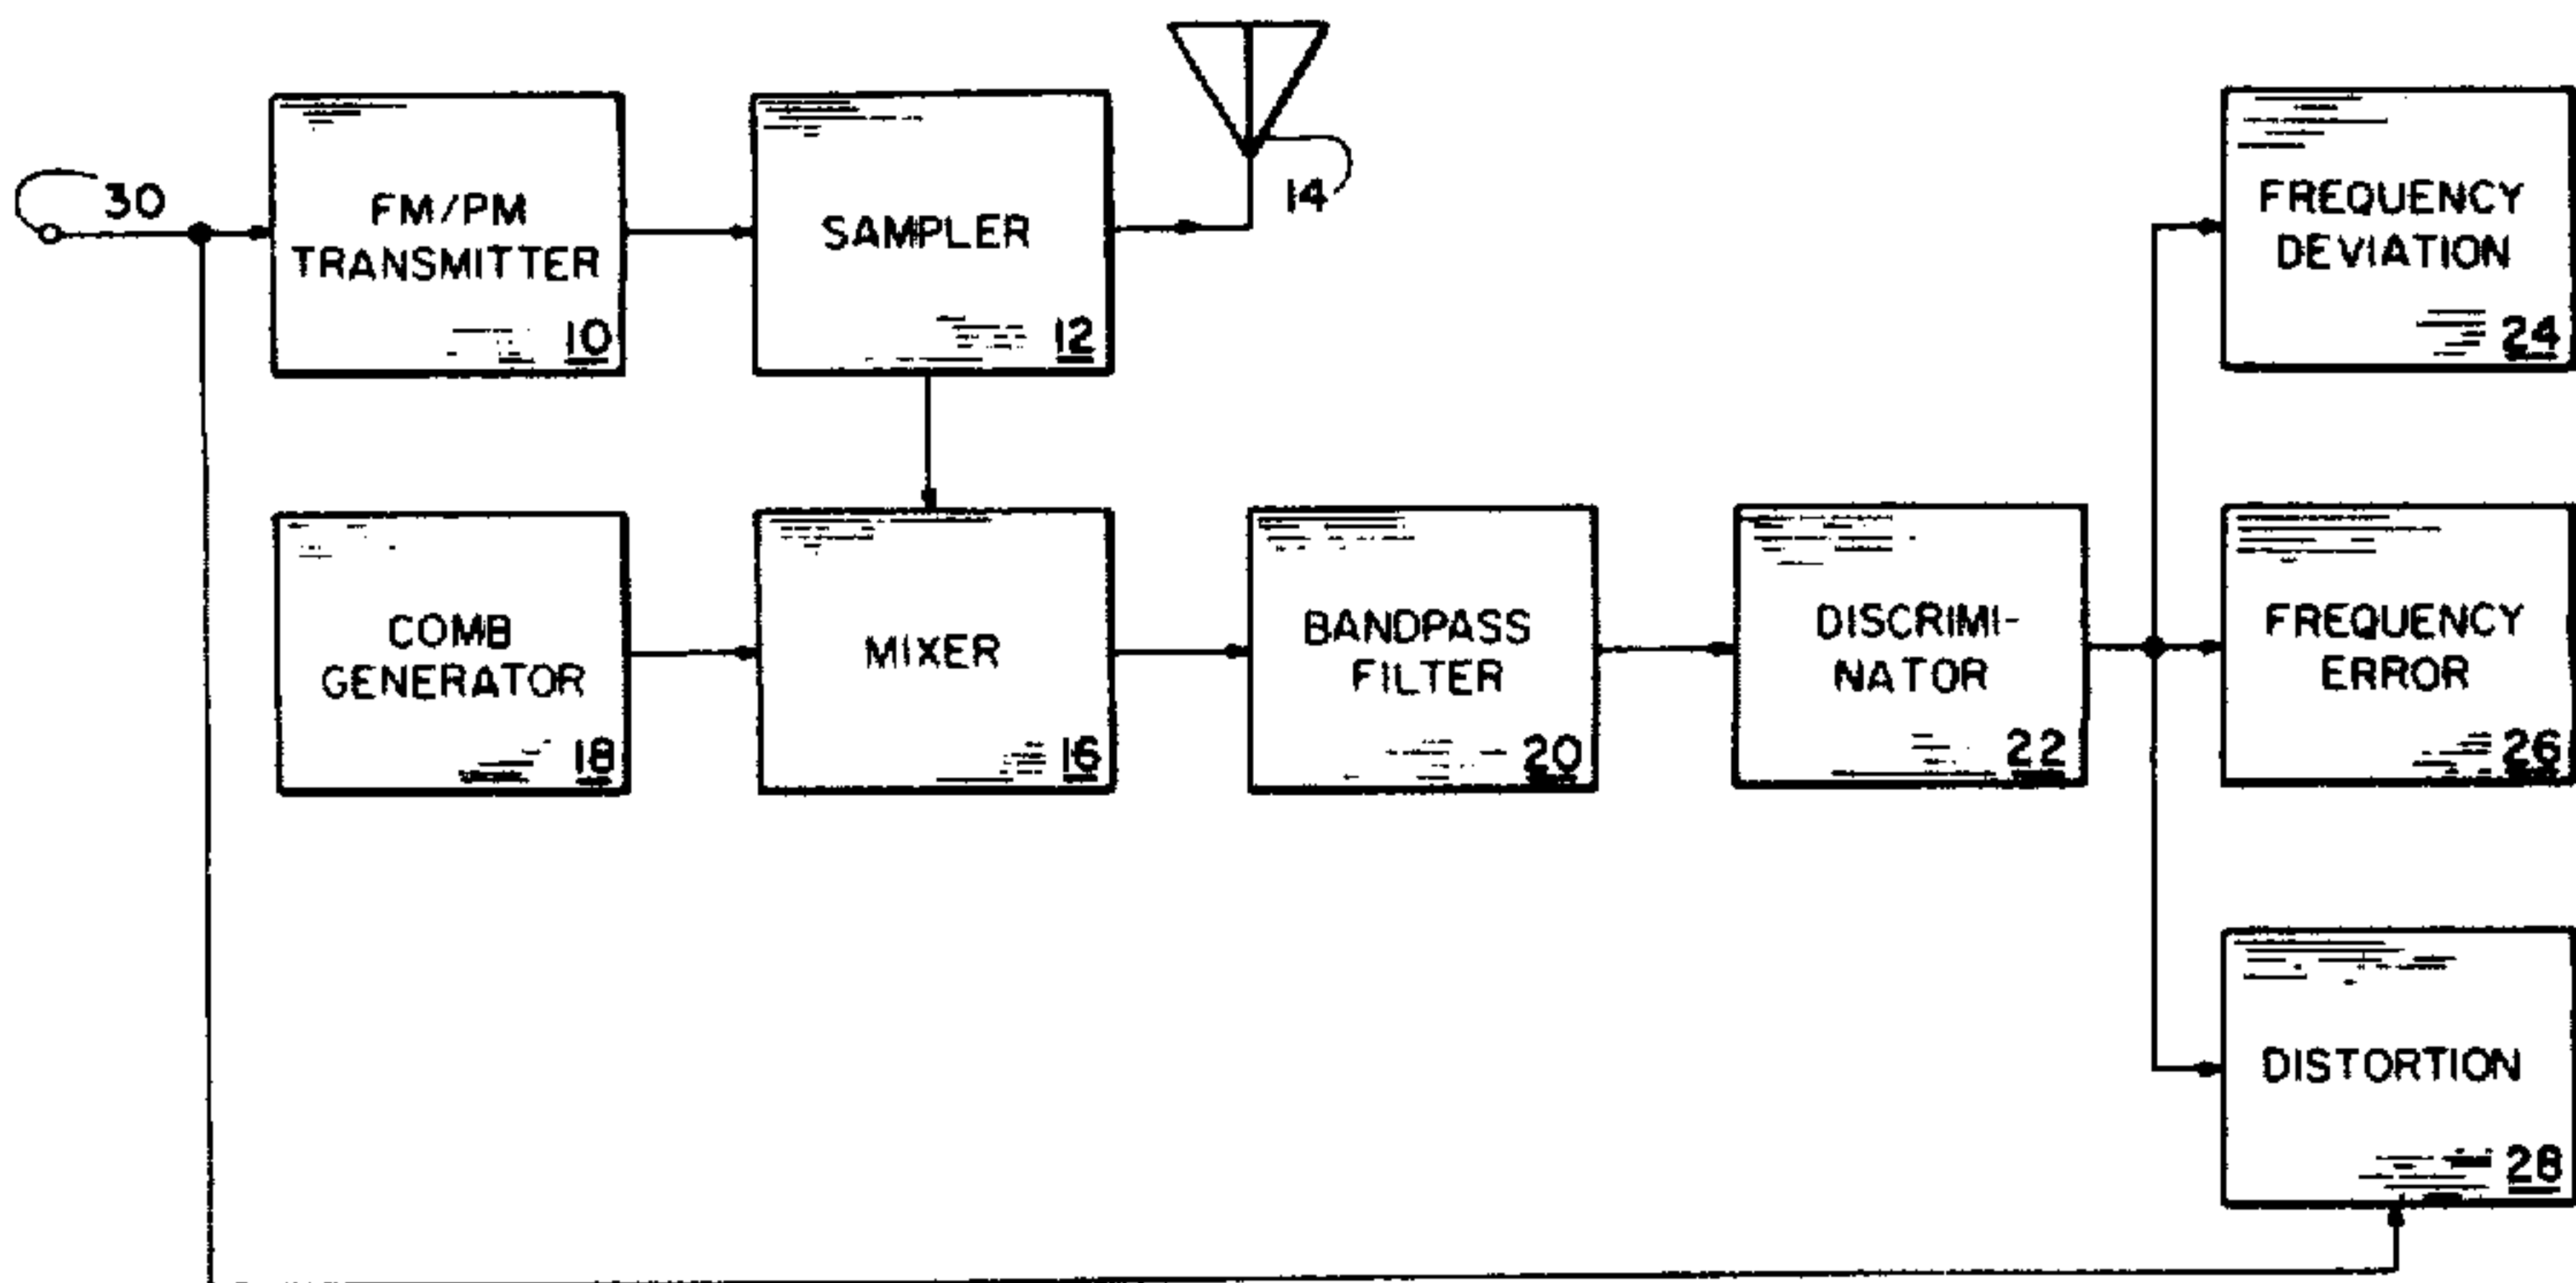 30
FM/PM
TRANSMITTER
10
SAMPLER
12
14
FREQUENCY
DEVIATION
24
COMB
GENERATOR
18
MIXER
16
BANDPASS
FILTER
20
DISCRIMI-
NATOR
22
FREQUENCY
ERROR
26
DISTORTION
28